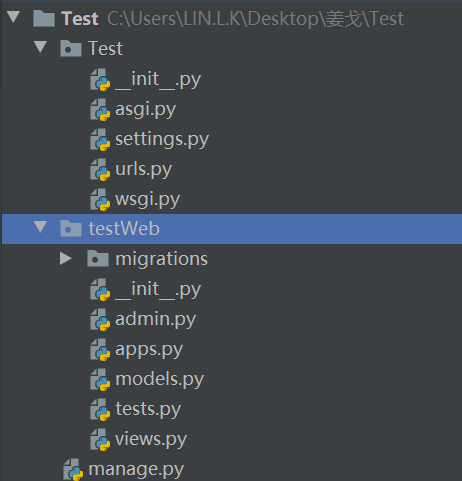 Test C:\Users\LIN.L.K\Desktop\姜戈\Test
Test
__init__.py
asgi.py
settings.py
urls.py
wsgi.py
testWeb
migrations
__init__.py
admin.py
apps.py
models.py
tests.py
views.py
manage.py